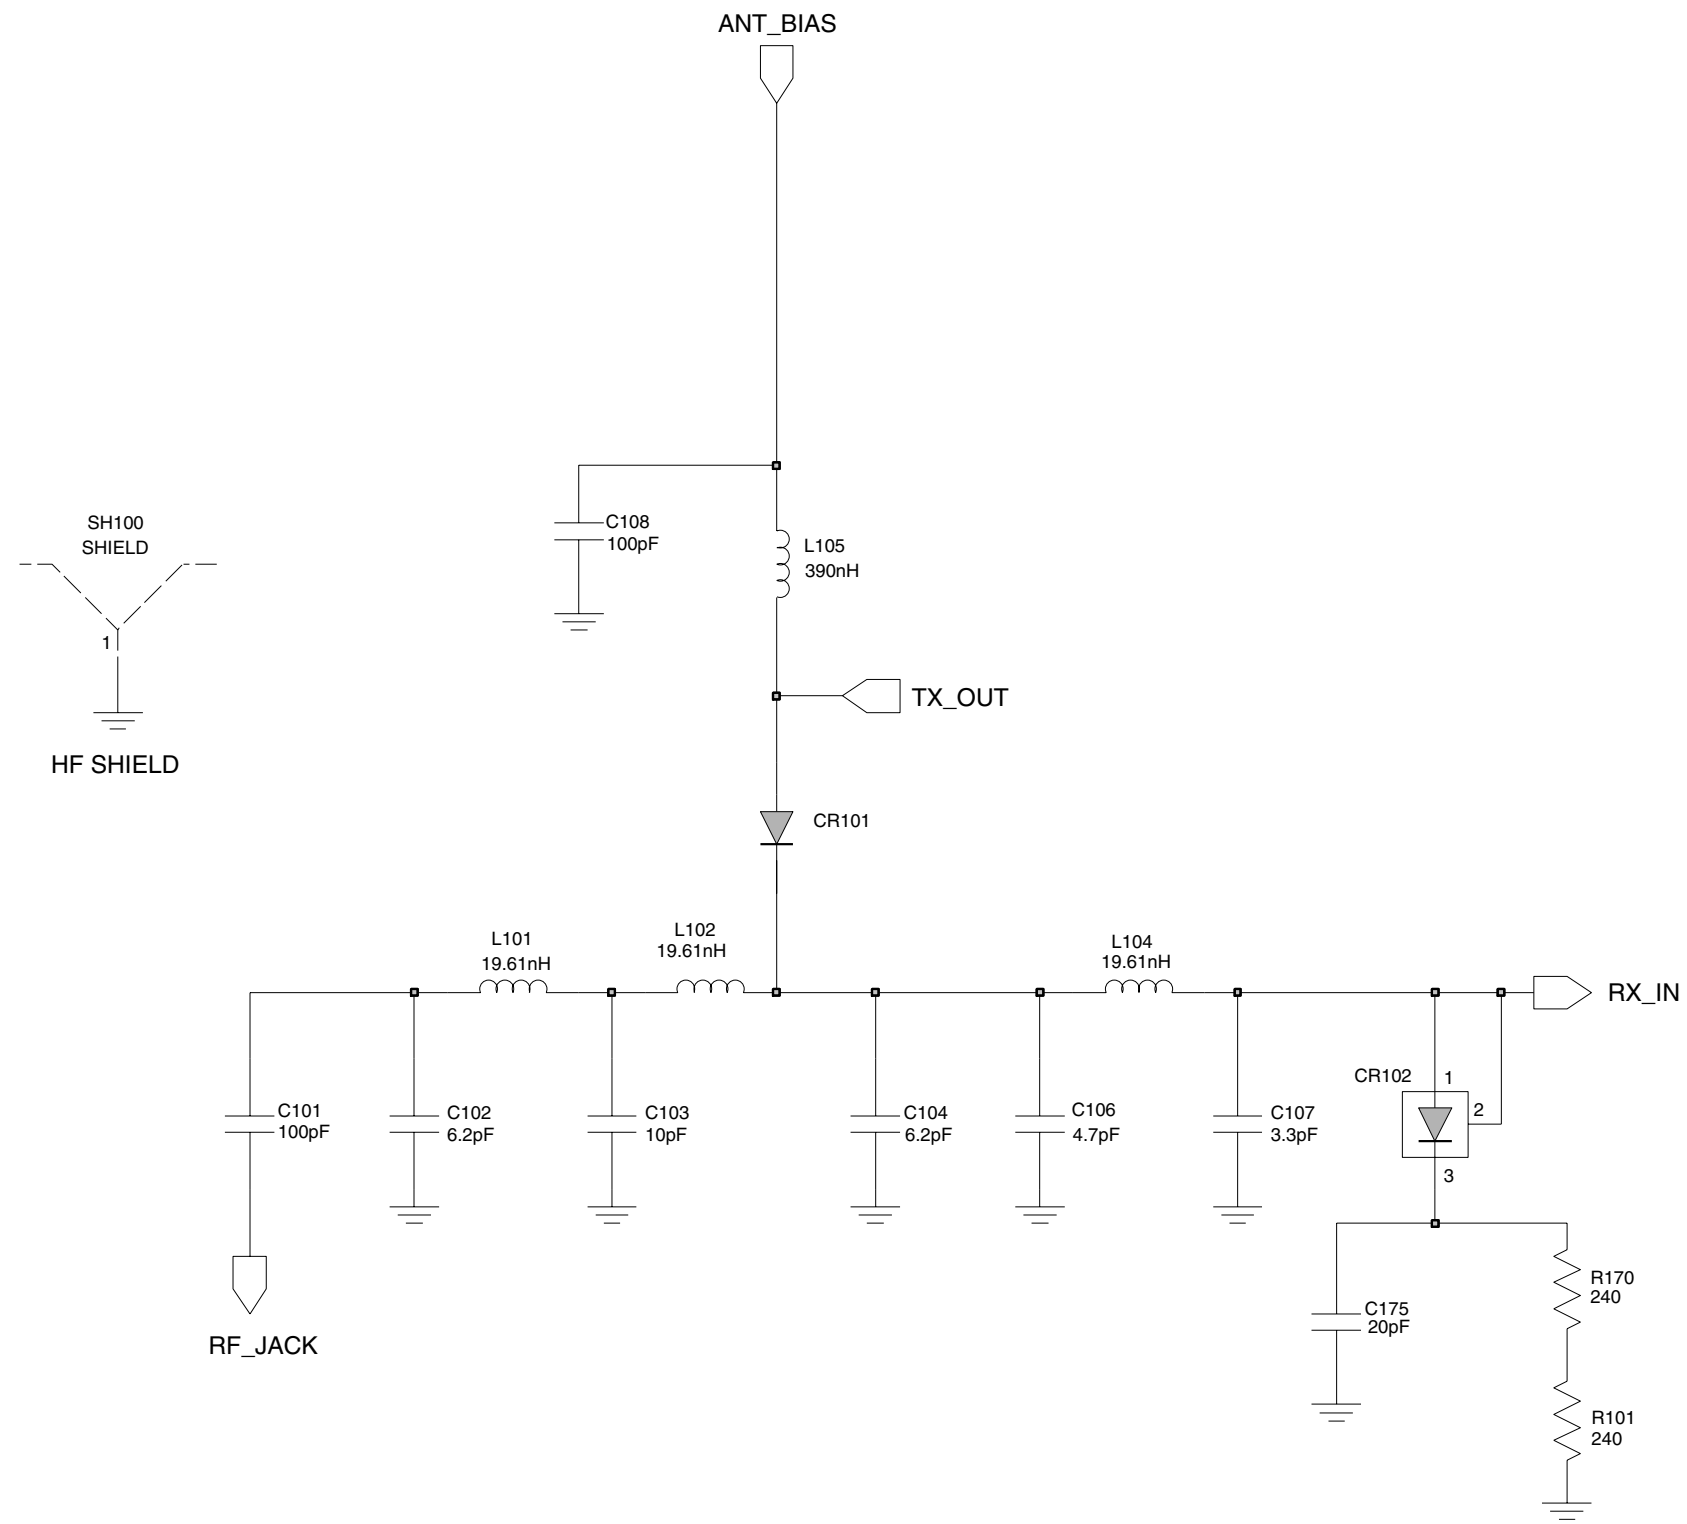 ANT_BIAS
SH100
SHIELD
1
HF SHIELD
C108
100pF
L105
390nH
TX_OUT
CR101
L101
19.61nH
L102
19.61nH
L104
19.61nH
RX_IN
C101
100pF
C102
6.2pF
C103
10pF
C104
6.2pF
C106
4.7pF
C107
3.3pF
CR102
1
2
3
RF_JACK
C175
20pF
R170
240
R101
240